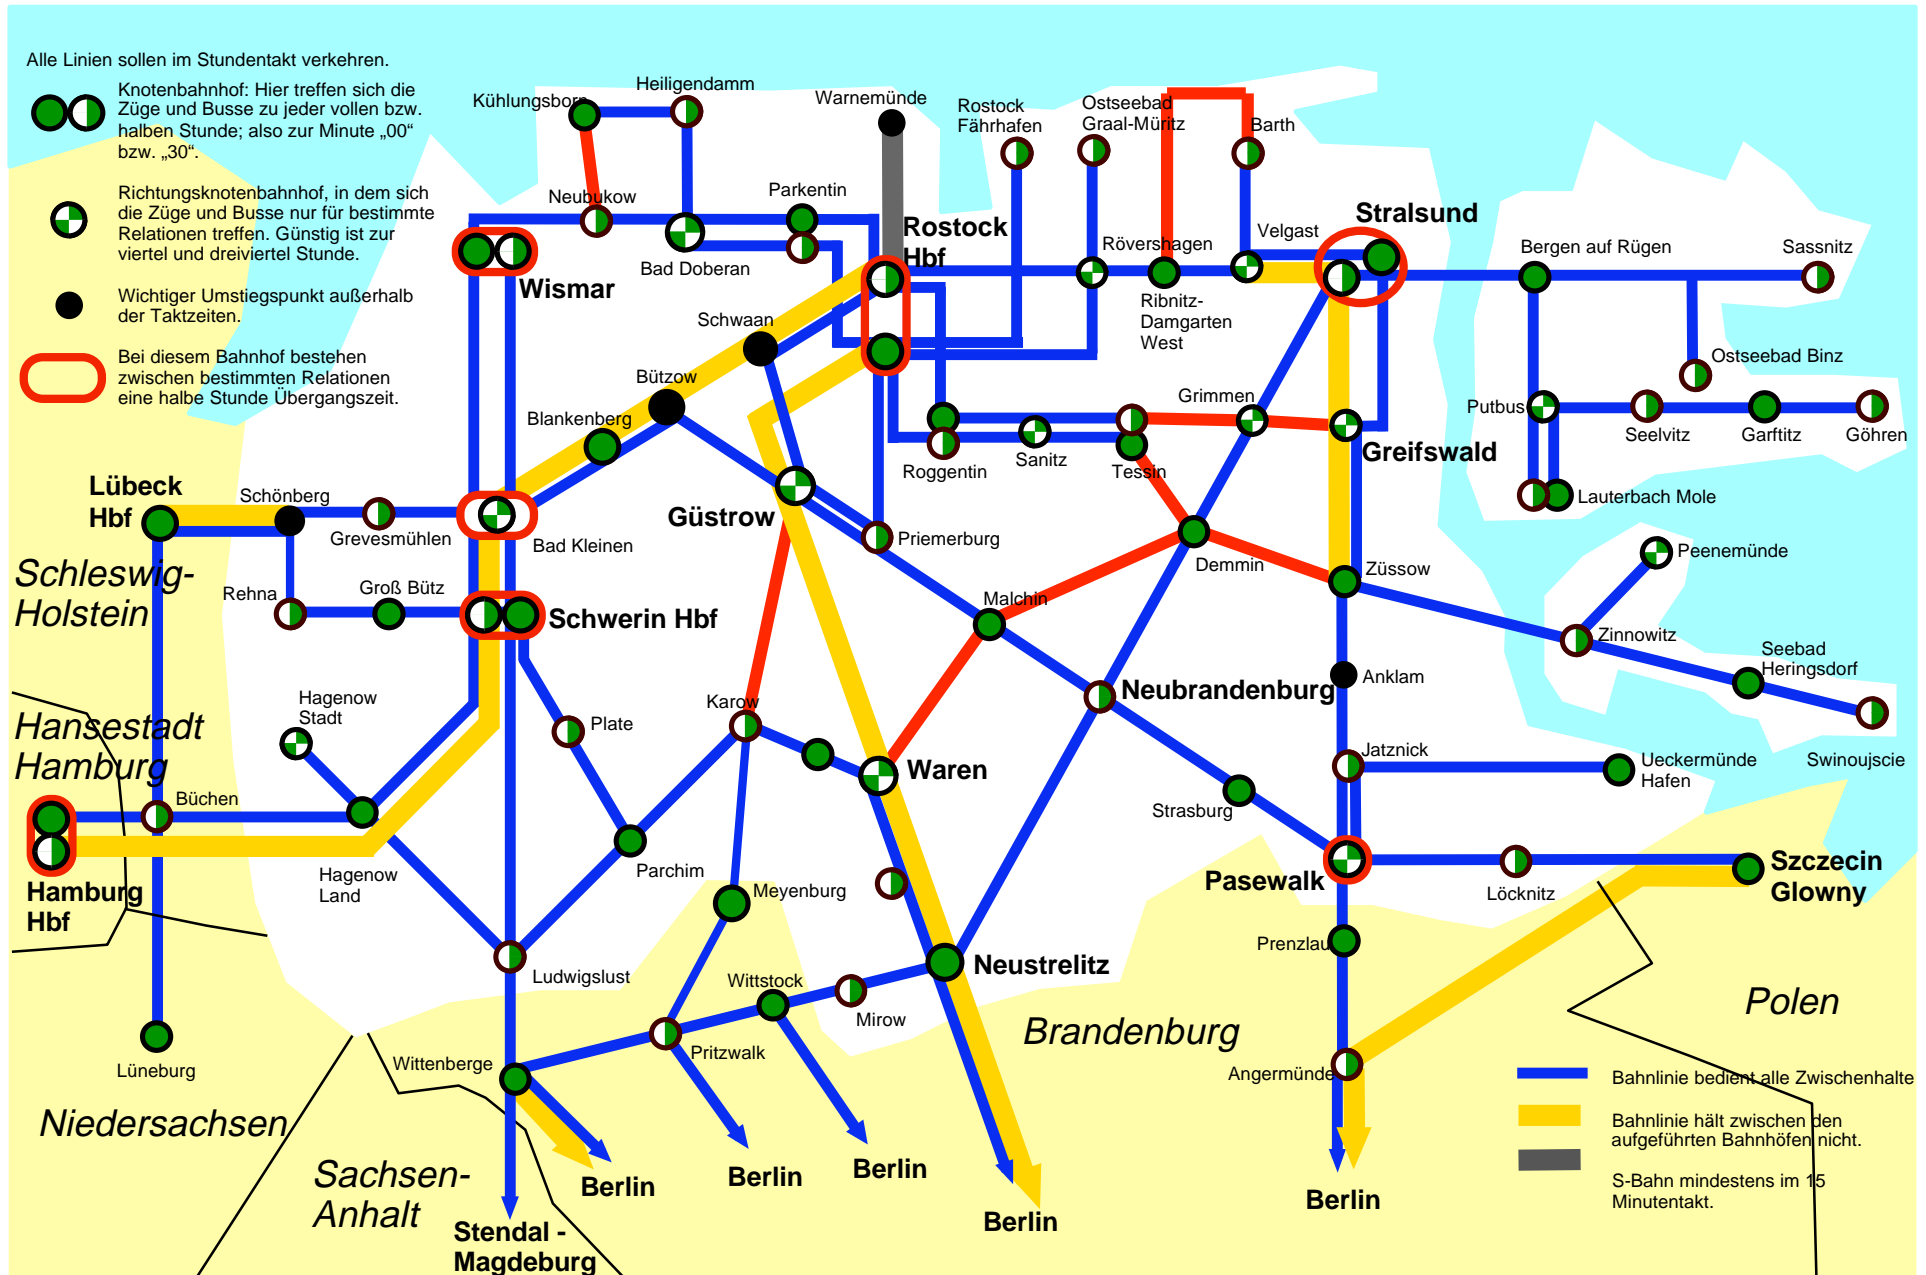 Alle Linien sollen im Stundentakt verkehren.
Knotenbahnhof: Hier treffen sich die
Züge und Busse zu jeder vollen bzw.
halben Stunde; also zur Minute „00“
bzw. „30“.
Richtungsknotenbahnhof, in dem sich
die Züge und Busse nur für bestimmte
Relationen treffen. Günstig ist zur
viertel und dreiviertel Stunde.
Wichtiger Umstiegspunkt außerhalb
der Taktzeiten.
Bei diesem Bahnhof bestehen
zwischen bestimmten Relationen
eine halbe Stunde Übergangszeit.
Kühlungsborn
Heiligendamm
Warnemünde
Rostock
Fährhafen
Ostseebad
Graal-Müritz
Barth
Neubukow
Parkentin
Bad Doberan
Rostock
Hbf
Rövershagen
Velgast
Stralsund
Bergen auf Rügen
Sassnitz
Wismar
Ribnitz-
Damgarten
West
Schwaan
Bützow
Blankenberg
Ostseebad Binz
Grimmen
Putbus
Seelvitz
Garftitz
Göhren
Roggentin
Sanitz
Tessin
Greifswald
Lauterbach Mole
Lübeck
Hbf
Schönberg
Grevesmühlen
Bad Kleinen
Güstrow
Priemerburg
Demmin
Züssow
Peenemünde
Schleswig-
Holstein
Rehna
Groß Bütz
Schwerin Hbf
Malchin
Zinnowitz
Seebad
Heringsdorf
Anklam
Hagenow
Stadt
Plate
Karow
Neubrandenburg
Hansestadt
Hamburg
Waren
Jatznick
Ueckermünde
Hafen
Swinoujscie
Büchen
Strasburg
Hamburg
Hbf
Hagenow
Land
Parchim
Meyenburg
Pasewalk
Löcknitz
Szczecin
Glowny
Ludwigslust
Wittstock
Neustrelitz
Prenzlau
Mirow
Brandenburg
Polen
Lüneburg
Wittenberge
Pritzwalk
Angermünde
Niedersachsen
Sachsen-
Anhalt
Berlin
Berlin
Berlin
Berlin
Berlin
Stendal -
Magdeburg
Bahnlinie bedient alle Zwischenhalte
Bahnlinie hält zwischen den
aufgeführten Bahnhöfen nicht.
S-Bahn mindestens im 15
Minutentakt.